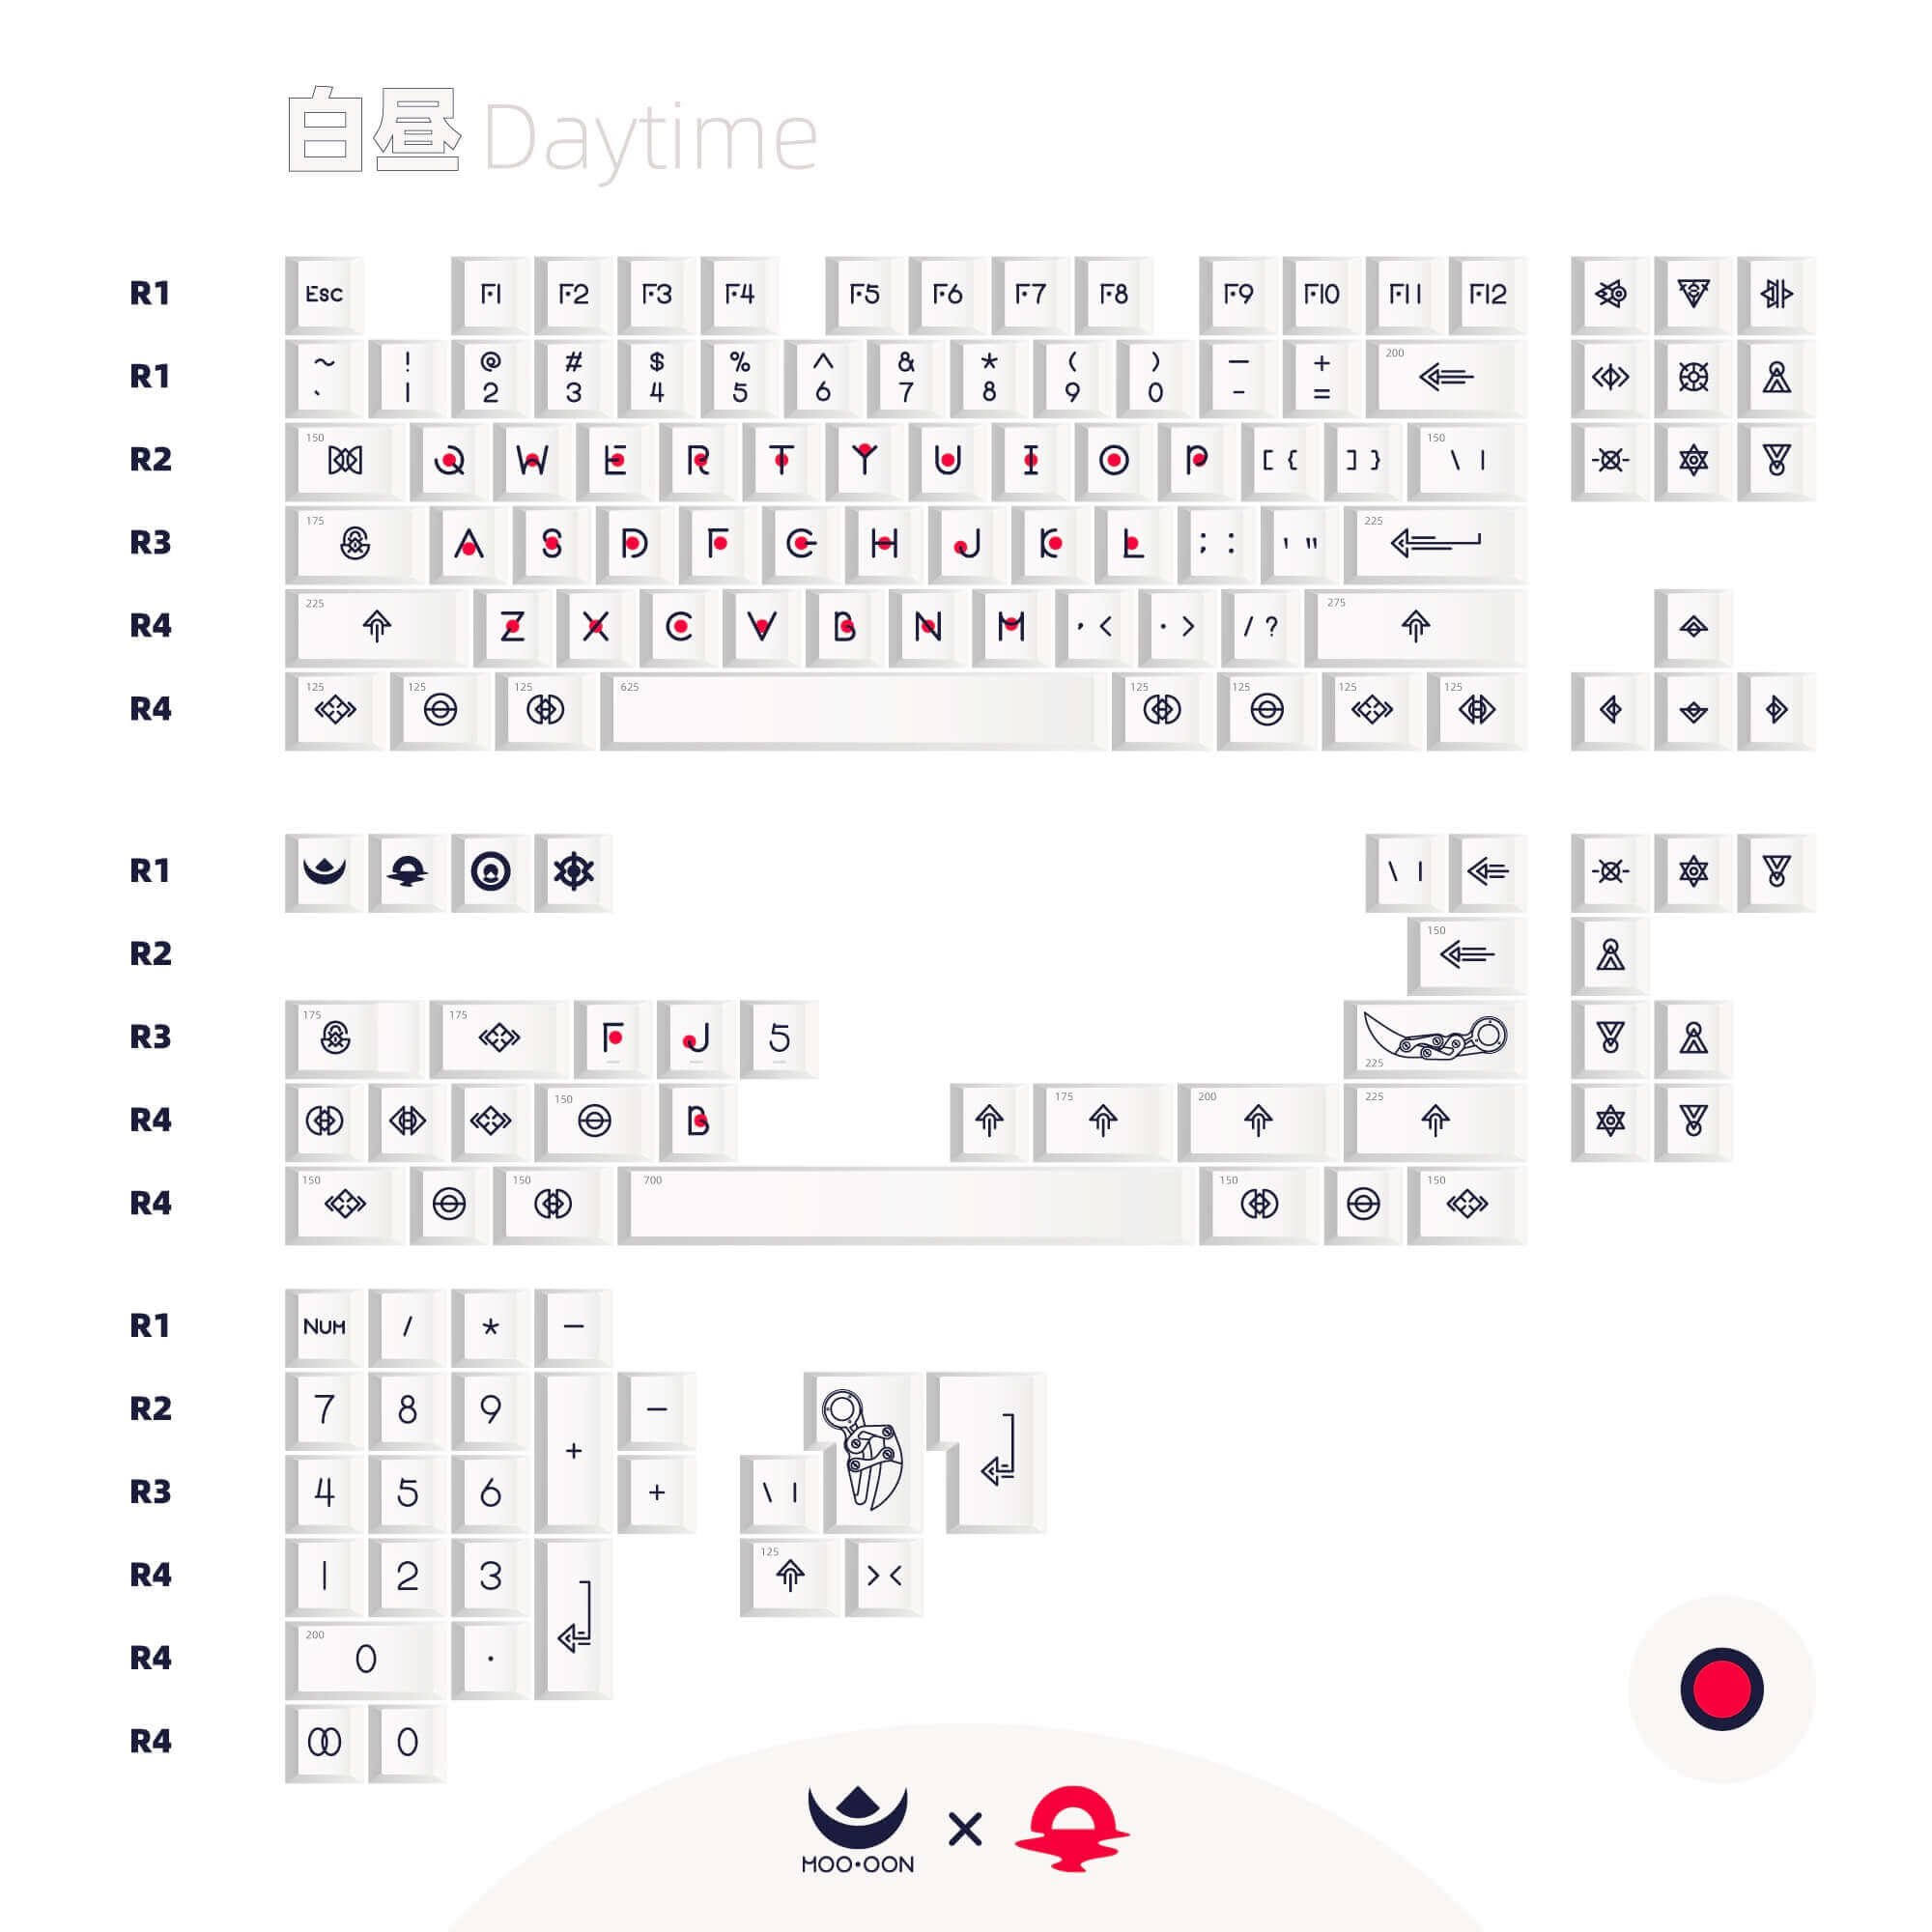 白昼 Daytime
R1 Esc F1 F2 F3 F4 F5 F6 F7 F8 F9 F10 F11 F12
R1 ~ ` ! 1 @ 2 # 3 $ 4 % 5 ^ 6 & 7 * 8 ( 9 ) 0 — - + = 200
R2 150 Q W E R T Y U I O P [ { ] } 150 \ |
R3 175 A S D F G H J K L ; : ' " 225
R4 225 Z X C V B N M , < . > / ? 275
R4 125 125 125 625 125 125 125 125
R1 \ |
R2 150
R3 175 175 F J 5 225
R4 150 B 175 200 225
R4 150 150 700 150 150
R1 NUM / * —
R2 7 8 9 + —
R3 4 5 6 + \ |
R4 1 2 3 125 > <
R4 200 0 .
R4 00 0
MOO•OON ×